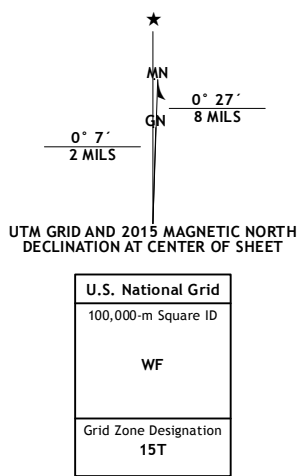 ★
MN
0° 27´
8 MILS
GN
0° 7´
2 MILS
UTM GRID AND 2015 MAGNETIC NORTH
DECLINATION AT CENTER OF SHEET
U.S. National Grid
100,000-m Square ID
WF
Grid Zone Designation
15T